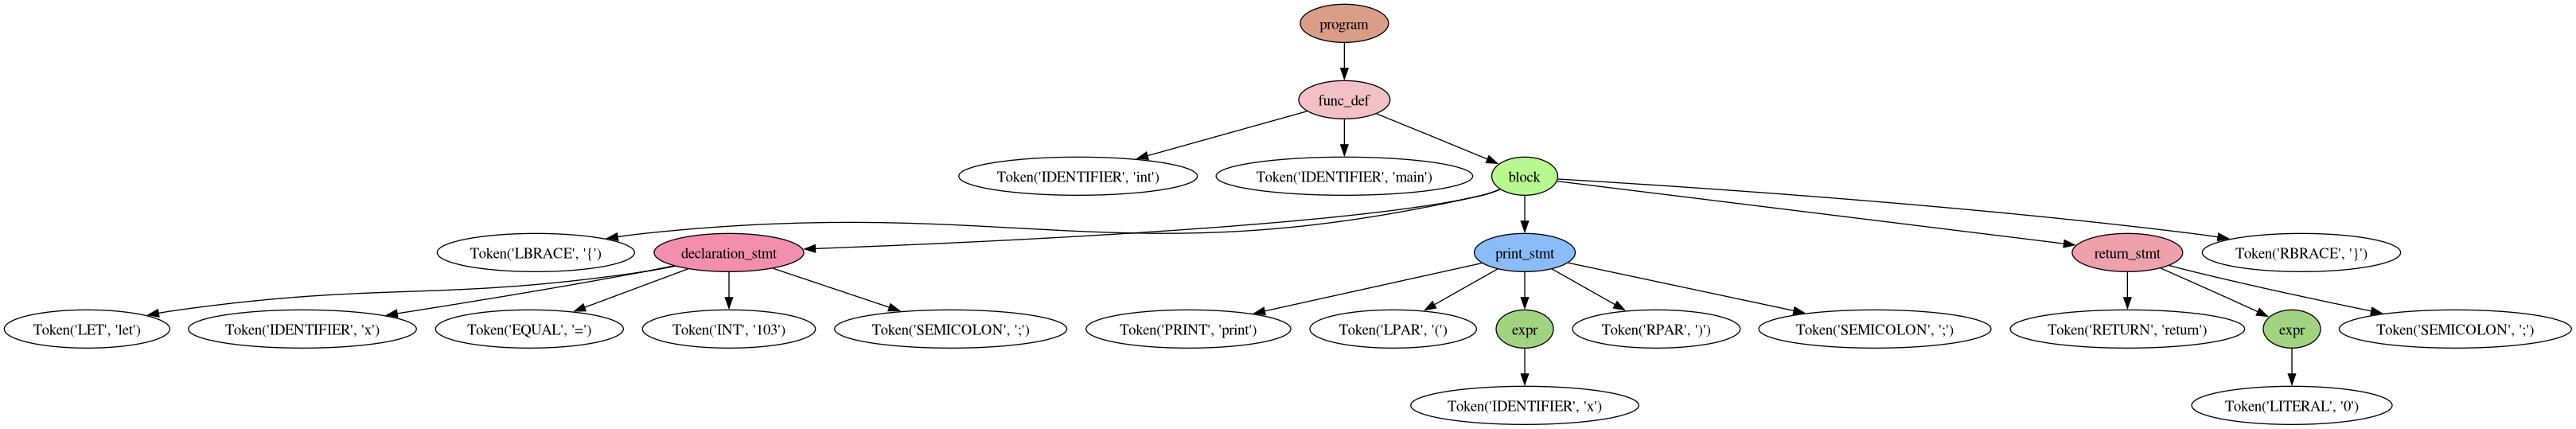 program
func_def
Token('IDENTIFIER', 'int')
Token('IDENTIFIER', 'main')
block
Token('LBRACE', '{')
declaration_stmt
print_stmt
return_stmt
Token('RBRACE', '}')
Token('LET', 'let')
Token('IDENTIFIER', 'x')
Token('EQUAL', '=')
Token('INT', '103')
Token('SEMICOLON', ';')
Token('PRINT', 'print')
Token('LPAR', '(')
expr
Token('RPAR', ')')
Token('SEMICOLON', ';')
Token('RETURN', 'return')
expr
Token('SEMICOLON', ';')
Token('IDENTIFIER', 'x')
Token('LITERAL', '0')